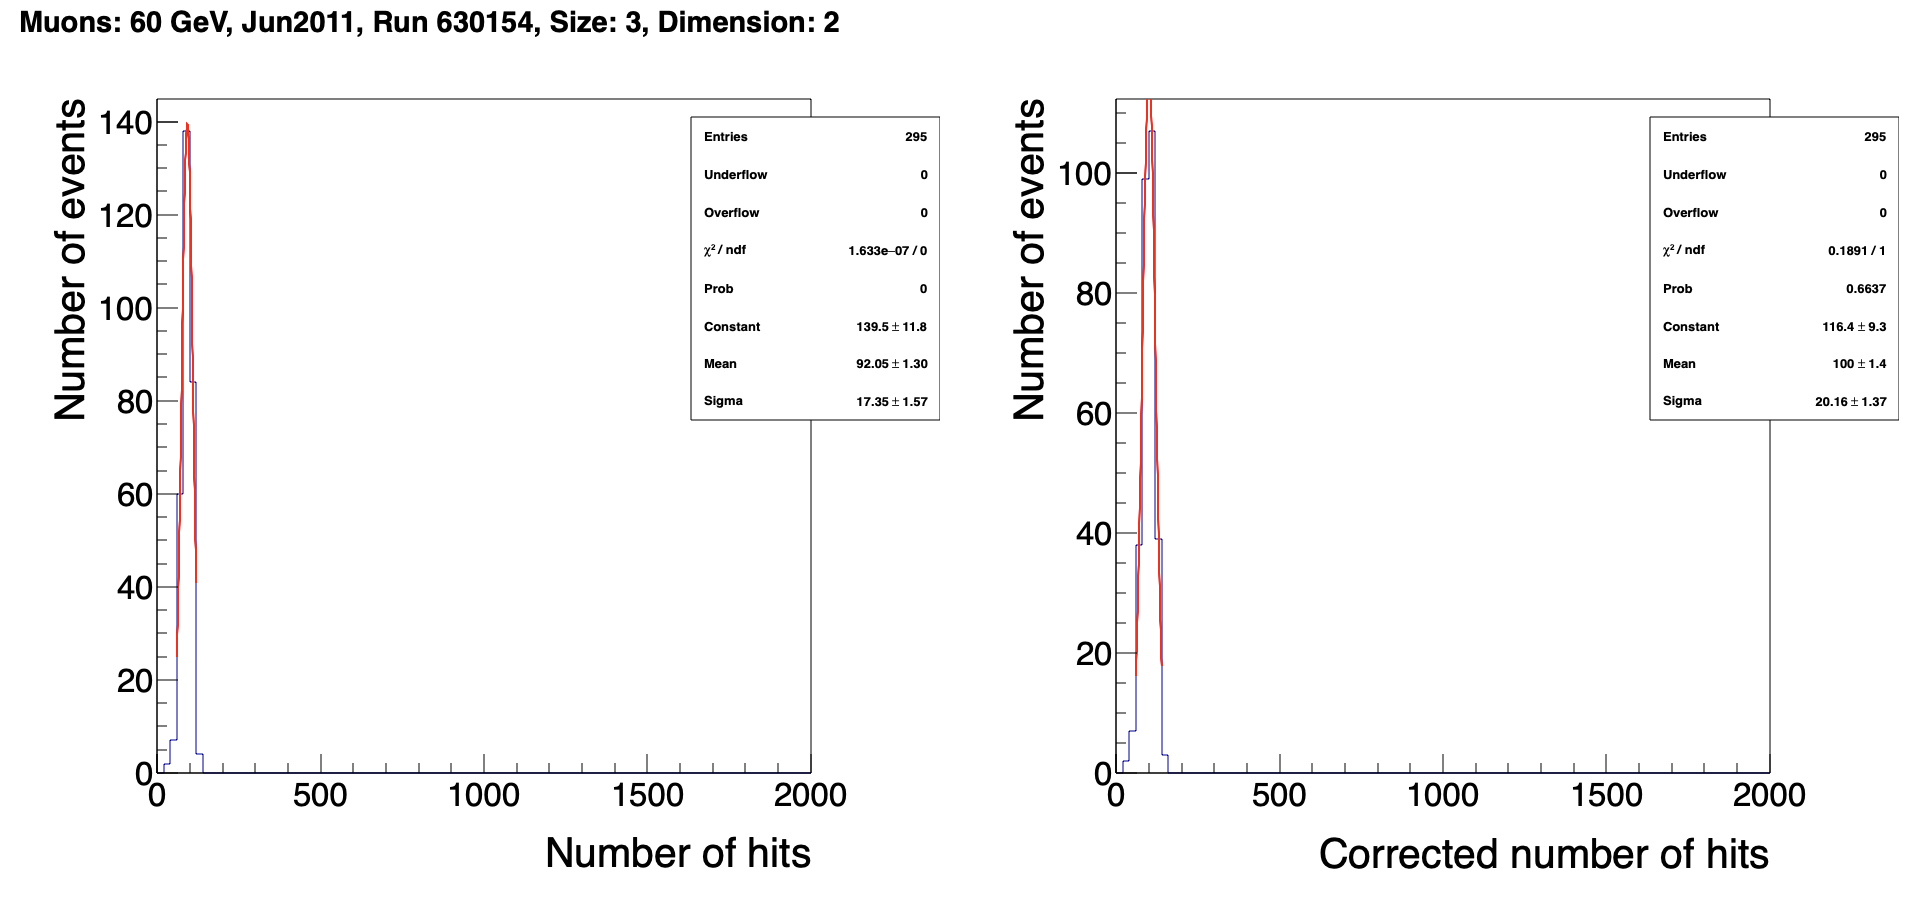 Muons: 60 GeV, Jun2011, Run 630154, Size: 3, Dimension: 2
Number of events
140
120
100
80
60
40
20
0
0 500 1000 1500 2000
Number of hits
Entries 295
Underflow 0
Overflow 0
χ² / ndf 1.633e−07 / 0
Prob 0
Constant 139.5 ± 11.8
Mean 92.05 ± 1.30
Sigma 17.35 ± 1.57
Number of events
100
80
60
40
20
0
0 500 1000 1500 2000
Corrected number of hits
Entries 295
Underflow 0
Overflow 0
χ² / ndf 0.1891 / 1
Prob 0.6637
Constant 116.4 ± 9.3
Mean 100 ± 1.4
Sigma 20.16 ± 1.37